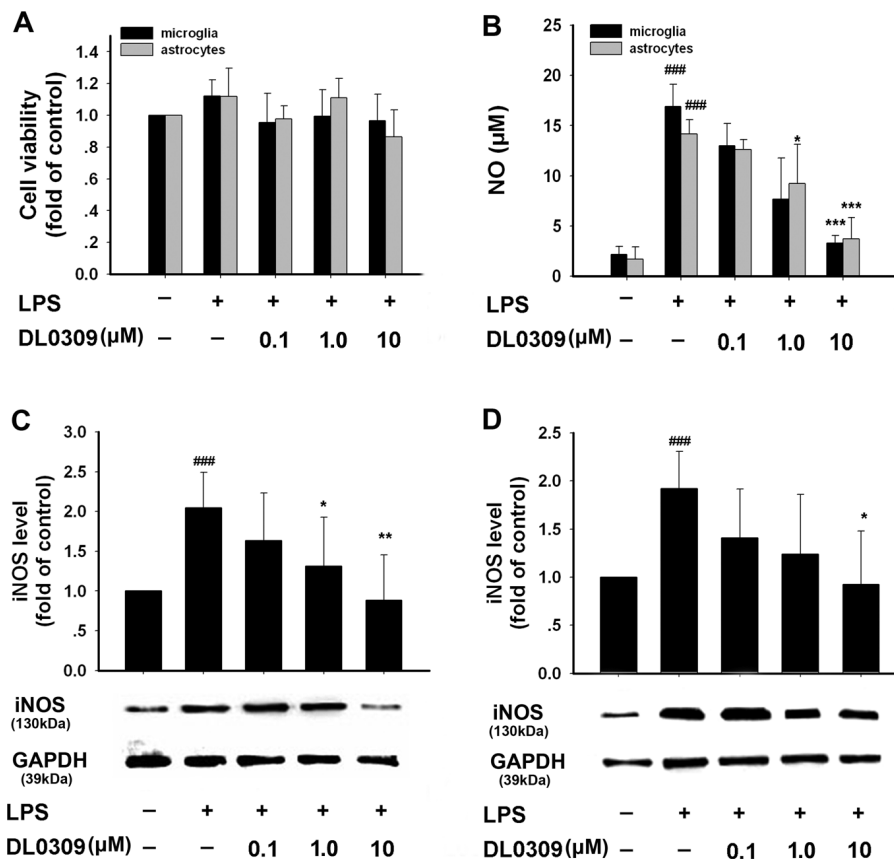 A
microglia
astrocytes
Cell viability
(fold of control)
1.4
1.2
1.0
.8
.6
.4
.2
0.0
LPS – + + + +
DL0309(µM) – – 0.1 1.0 10
B
microglia
astrocytes
NO (µM)
25
20
15
10
5
0
###
###
*
***
***
LPS – + + + +
DL0309(µM) – – 0.1 1.0 10
C
iNOS level
(fold of control)
3.0
2.5
2.0
1.5
1.0
.5
0.0
###
*
**
iNOS
(130kDa)
GAPDH
(39kDa)
LPS – + + + +
DL0309(µM) – – 0.1 1.0 10
D
iNOS level
(fold of control)
2.5
2.0
1.5
1.0
.5
0.0
###
*
iNOS
(130kDa)
GAPDH
(39kDa)
LPS – + + + +
DL0309(µM) – – 0.1 1.0 10